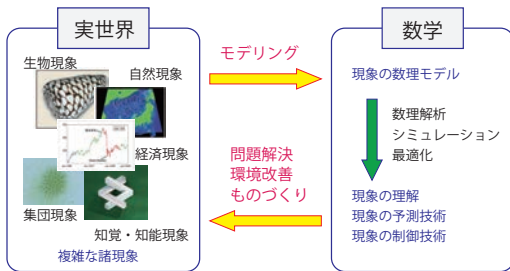 実世界
生物現象
自然現象
経済現象
集団現象
知覚・知能現象
複雑な諸現象
モデリング
問題解決
環境改善
ものづくり
数学
現象の数理モデル
数理解析
シミュレーション
最適化
現象の理解
現象の予測技術
現象の制御技術